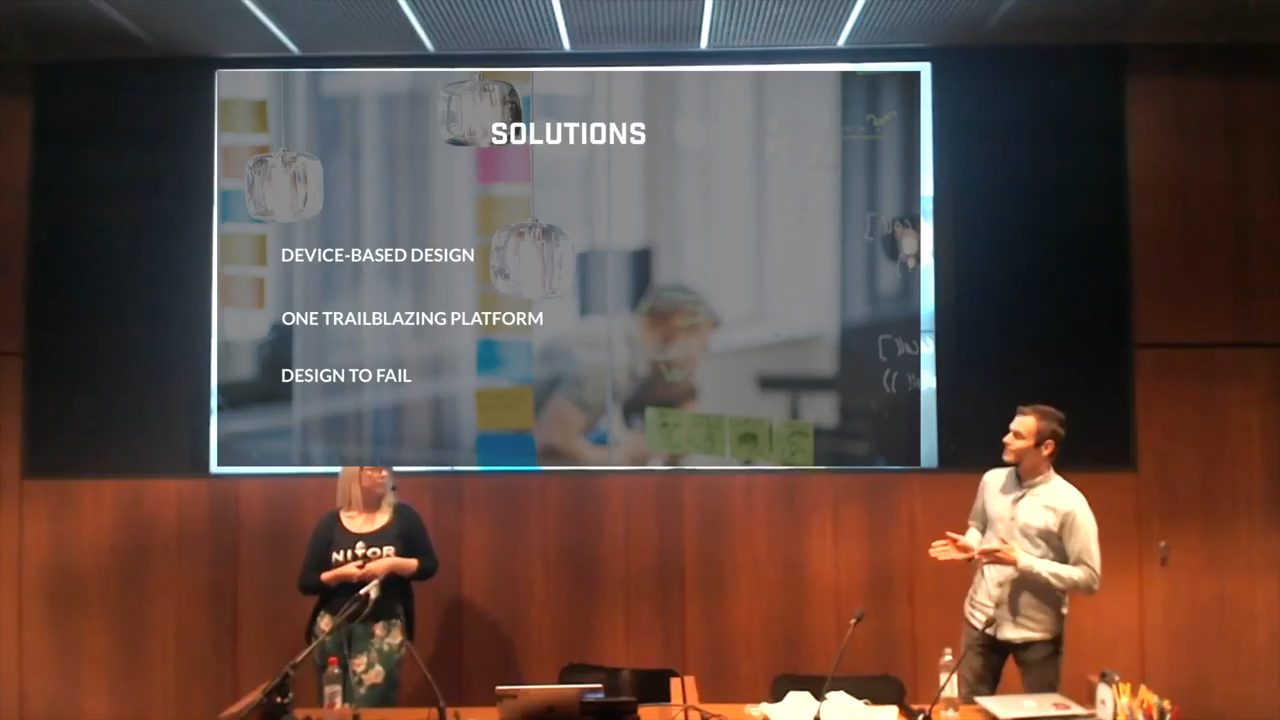 SOLUTIONS
DEVICE-BASED DESIGN
ONE TRAILBLAZING PLATFORM
DESIGN TO FAIL
NITOR